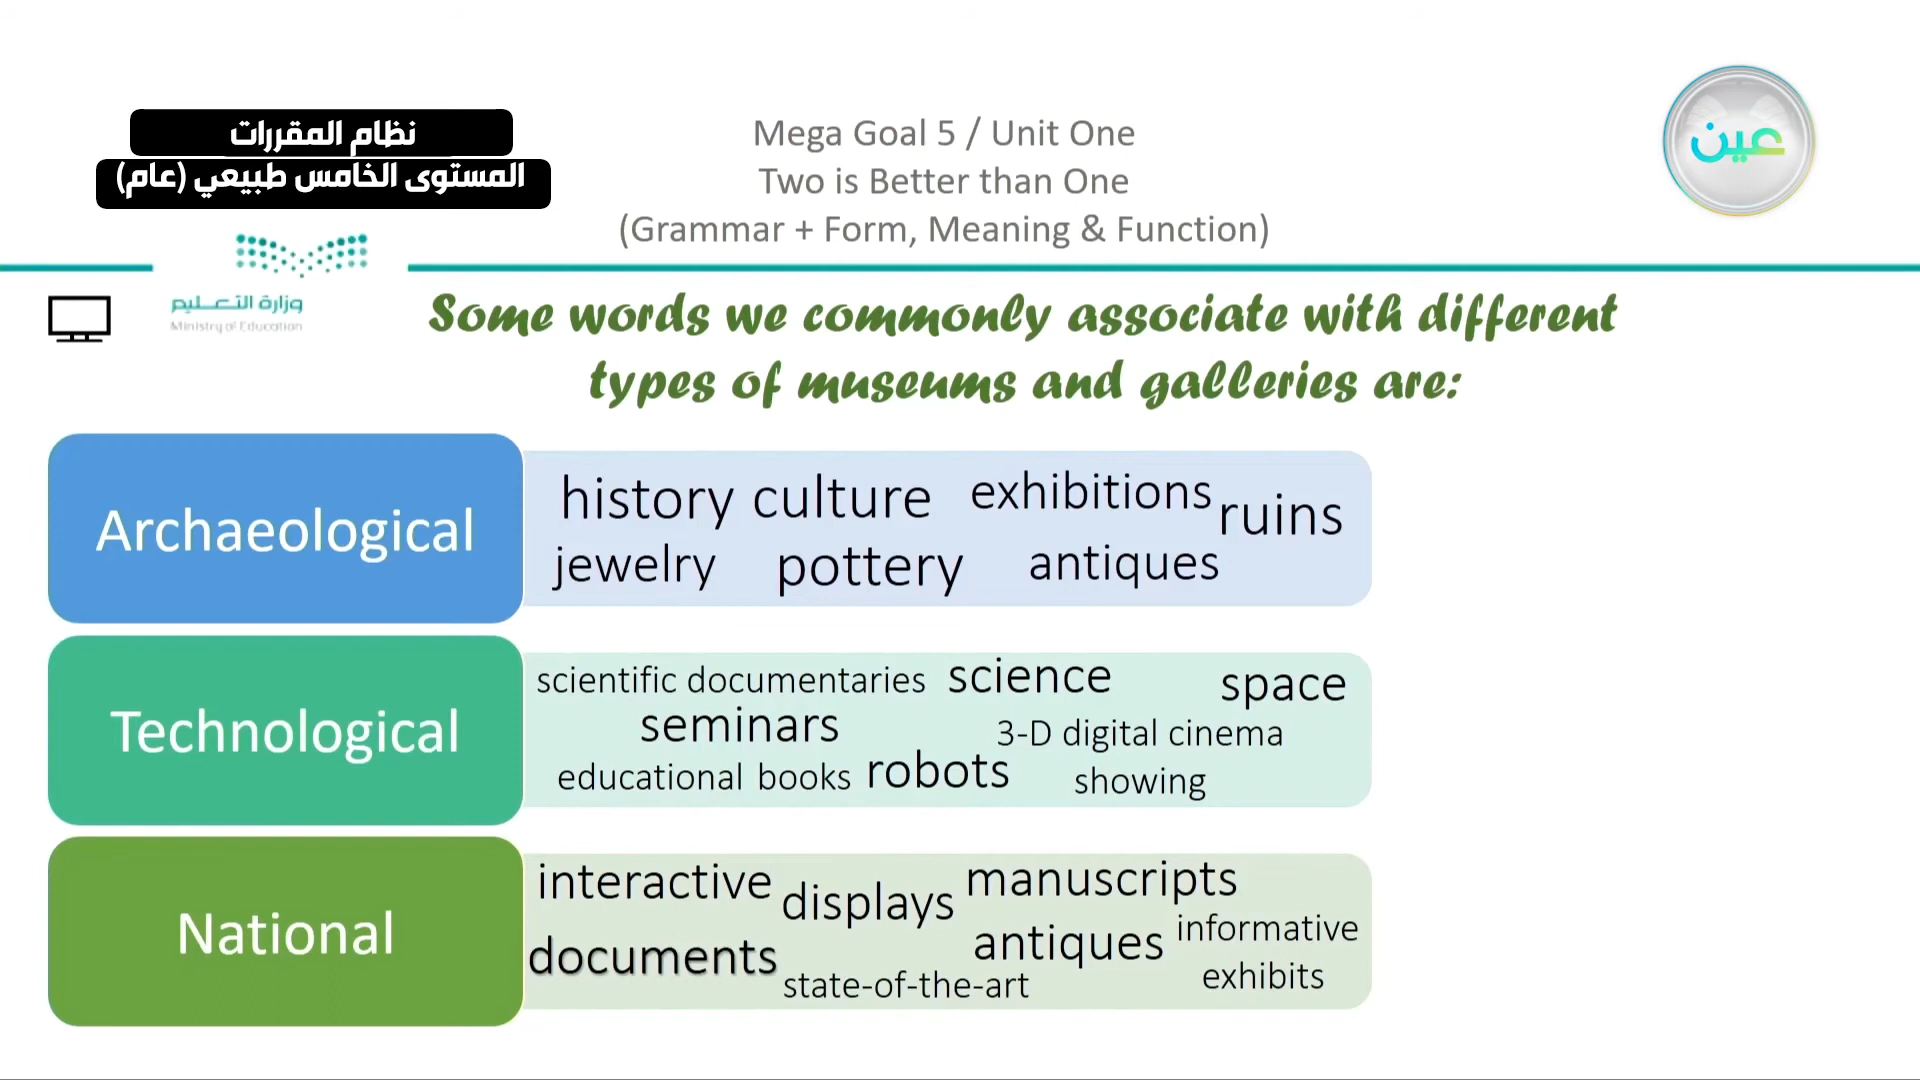 نظام المقررات
المستوى الخامس طبيعي (عام)
Mega Goal 5 / Unit One
Two is Better than One
(Grammar + Form, Meaning & Function)
عين
وزارة التعليم
Ministry of Education
Some words we commonly associate with different
types of museums and galleries are:
Archaeological
history culture exhibitions ruins
jewelry pottery antiques
Technological
scientific documentaries science space
seminars 3-D digital cinema
educational books robots showing
National
interactive displays manuscripts
documents antiques informative
state-of-the-art exhibits